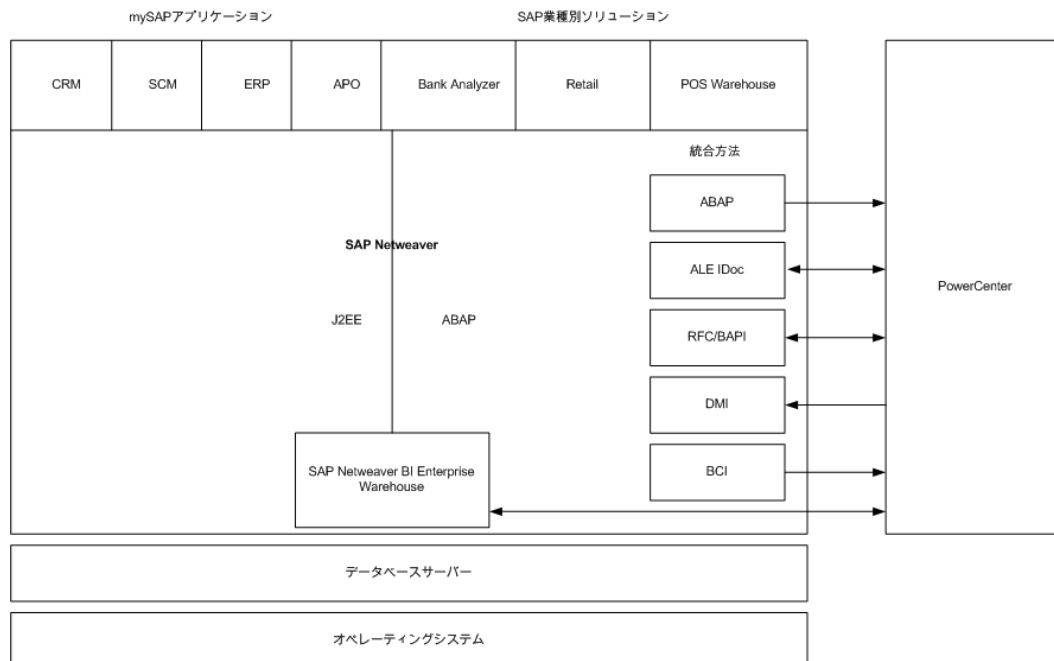 mySAPアプリケーション
SAP業種別ソリューション
CRM
SCM
ERP
APO
Bank Analyzer
Retail
POS Warehouse
統合方法
ABAP
ALE IDoc
SAP Netweaver
PowerCenter
J2EE
ABAP
RFC/BAPI
DMI
BCI
SAP Netweaver BI Enterprise
Warehouse
データベースサーバー
オペレーティングシステム